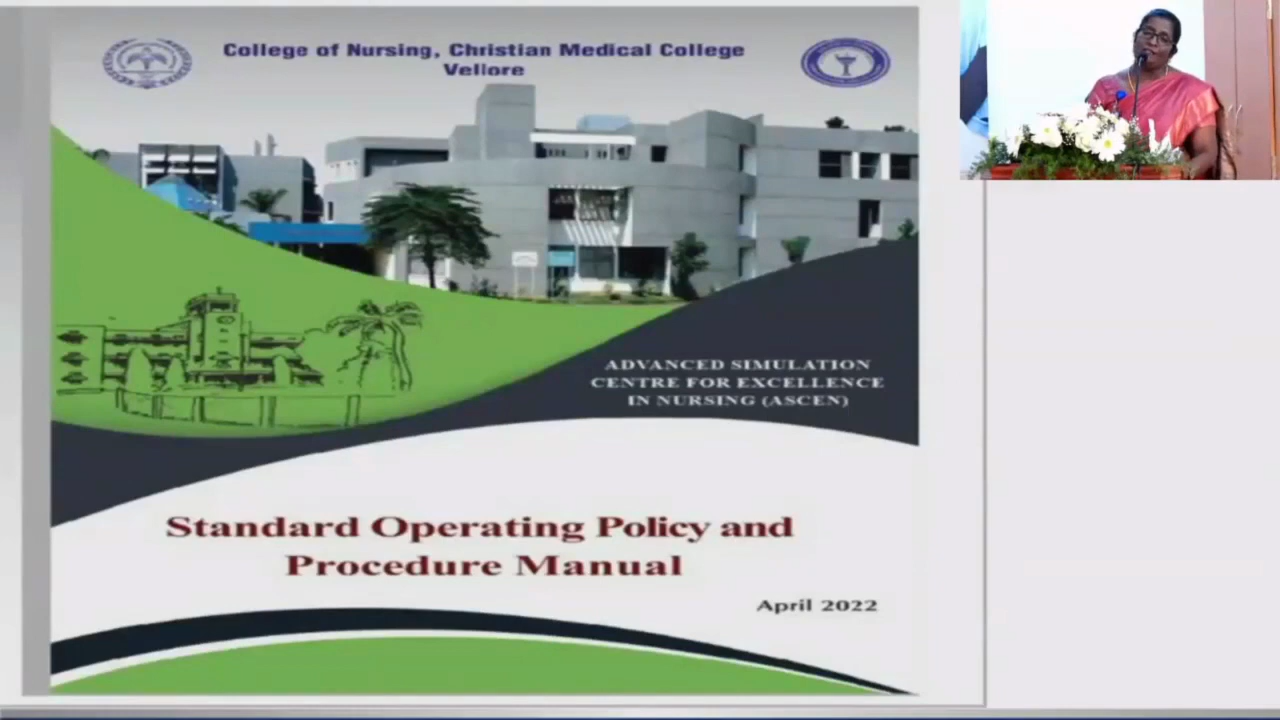 College of Nursing, Christian Medical College
Vellore
ADVANCED SIMULATION
CENTRE FOR EXCELLENCE
IN NURSING (ASCEN)
Standard Operating Policy and
Procedure Manual
April 2022